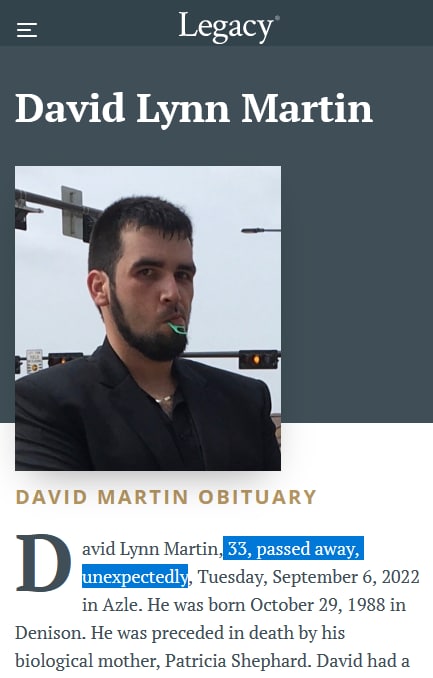 Legacy®
David Lynn Martin
DAVID MARTIN OBITUARY
David Lynn Martin, 33, passed away,
unexpectedly, Tuesday, September 6, 2022
in Azle. He was born October 29, 1988 in
Denison. He was preceded in death by his
biological mother, Patricia Shephard. David had a